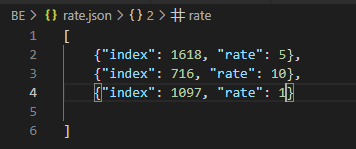 BE > rate.json > {} 2 > rate
1 [
2 {"index": 1618, "rate": 5},
3 {"index": 716, "rate": 10},
4 {"index": 1097, "rate": 1}
5
6 ]